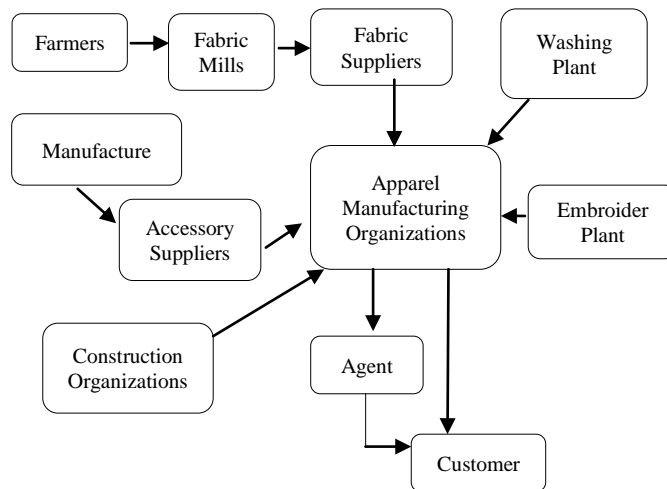 Farmers
Fabric
Mills
Fabric
Suppliers
Washing
Plant
Manufacture
Accessory
Suppliers
Apparel
Manufacturing
Organizations
Embroider
Plant
Construction
Organizations
Agent
Customer